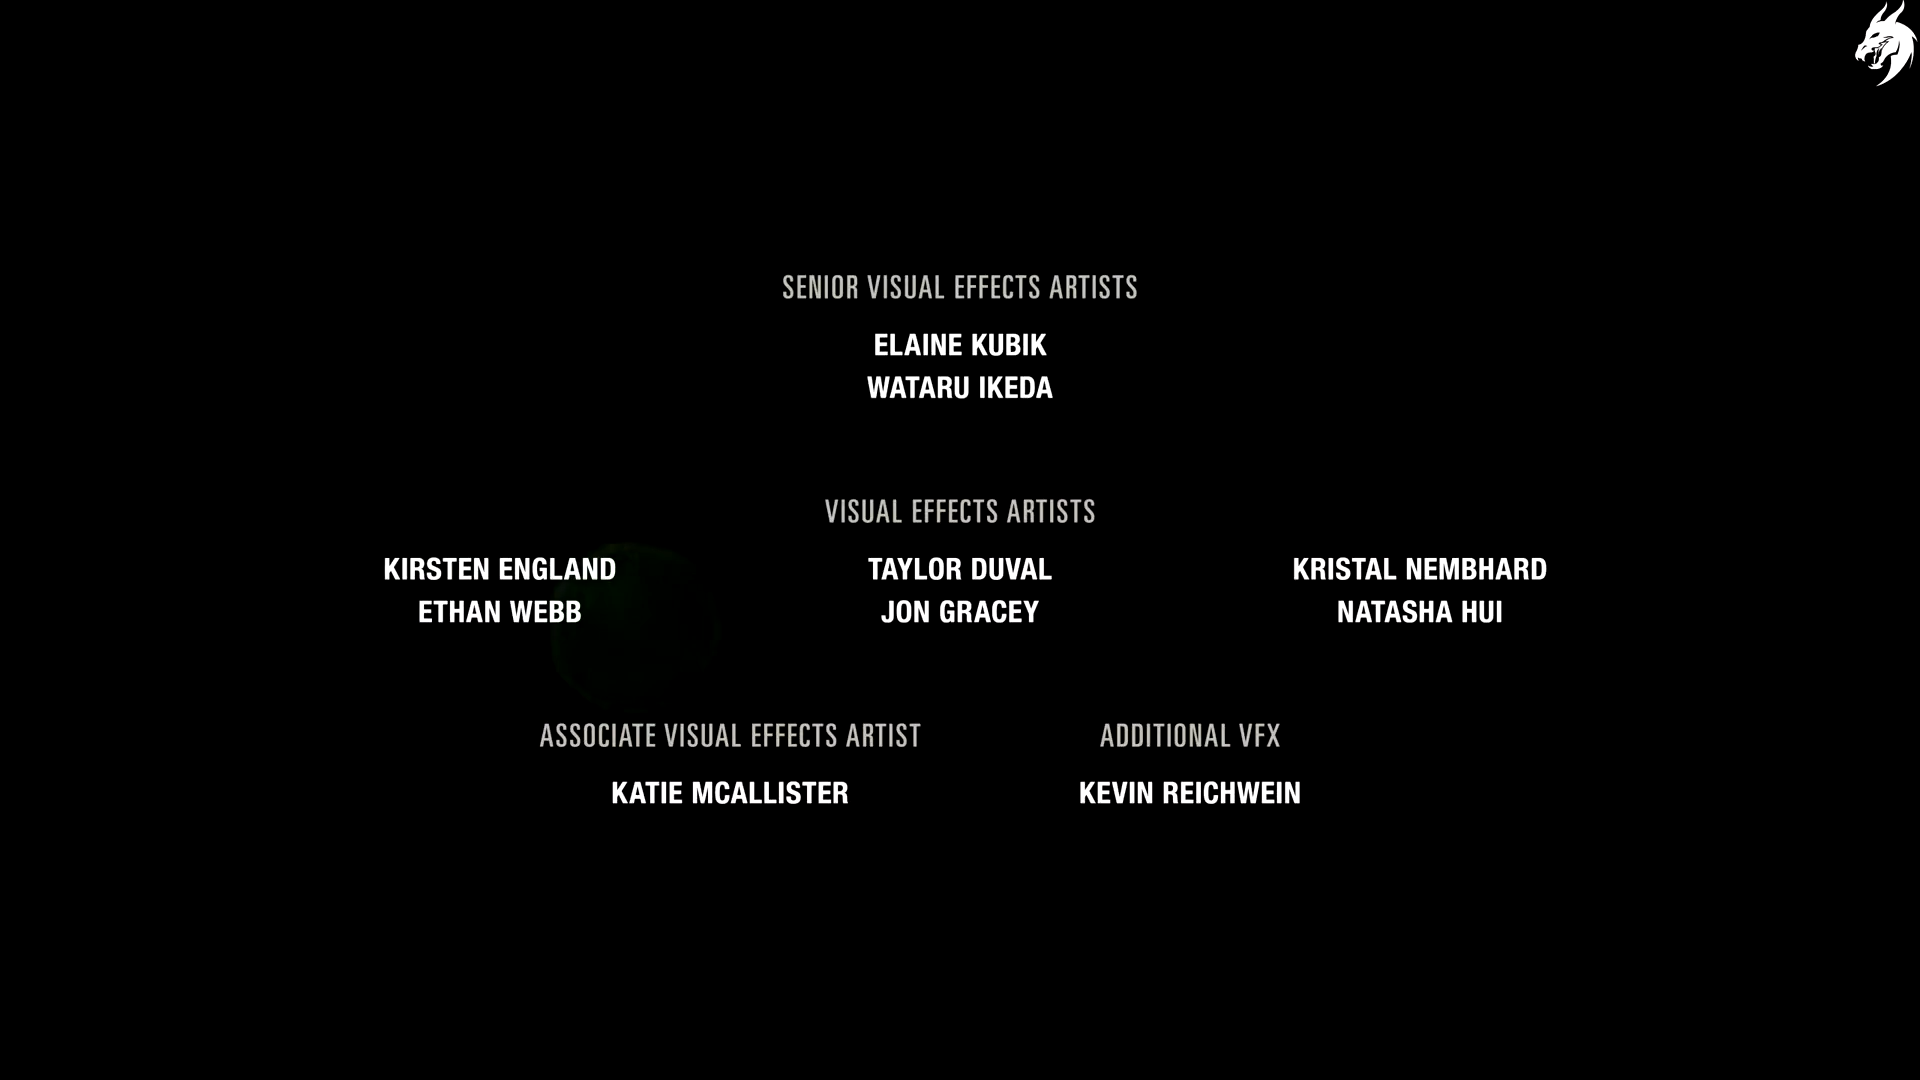 SENIOR VISUAL EFFECTS ARTISTS
ELAINE KUBIK
WATARU IKEDA
VISUAL EFFECTS ARTISTS
KIRSTEN ENGLAND TAYLOR DUVAL KRISTAL NEMBHARD
ETHAN WEBB JON GRACEY NATASHA HUI
ASSOCIATE VISUAL EFFECTS ARTIST ADDITIONAL VFX
KATIE MCALLISTER KEVIN REICHWEIN